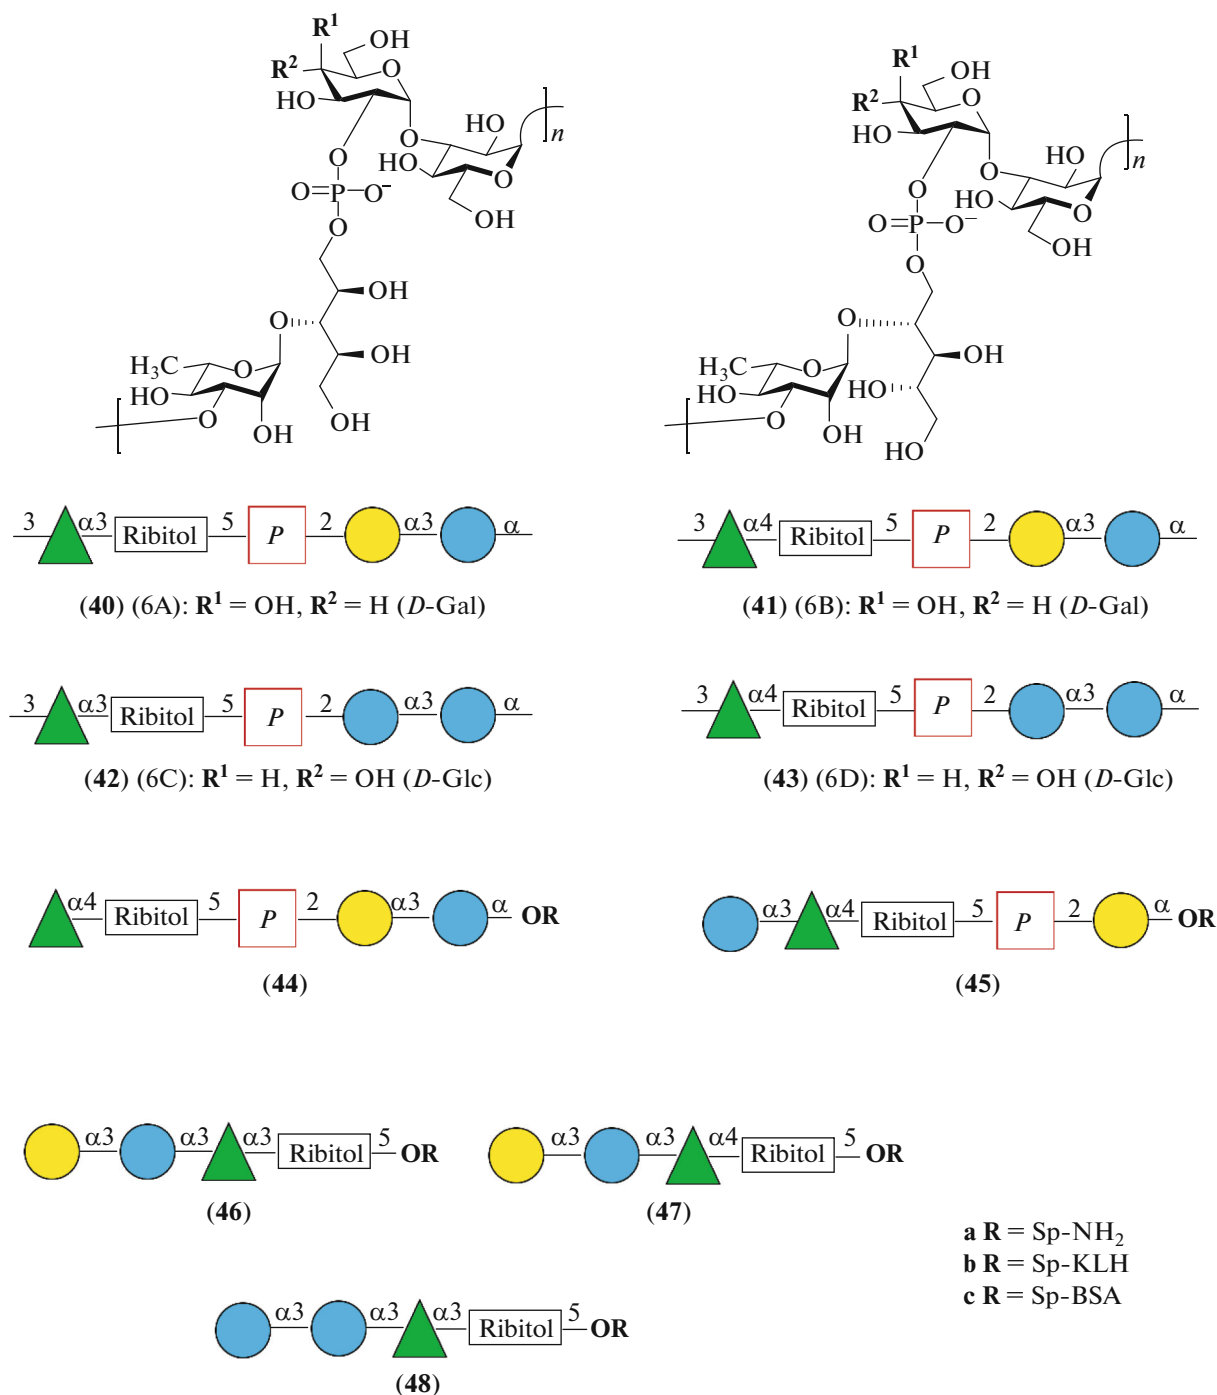 R¹ OH
R² O
HO
O
O HO
HO
O
O=P–O⁻
O
OH
n
OH
O
OH
H₃C O
HO
O OH
OH
R¹ HO
R² O
HO
O
O HO
HO
O
O=P–O⁻
O
OH
n
O
OH
H₃C O
HO
HO
O OH
HO
3 α3 Ribitol 5 P 2 α3 α
(40) (6A): R¹ = OH, R² = H (D-Gal)
3 α4 Ribitol 5 P 2 α3 α
(41) (6B): R¹ = OH, R² = H (D-Gal)
3 α3 Ribitol 5 P 2 α3 α
(42) (6C): R¹ = H, R² = OH (D-Glc)
3 α4 Ribitol 5 P 2 α3 α
(43) (6D): R¹ = H, R² = OH (D-Glc)
α4 Ribitol 5 P 2 α3 α OR
(44)
α3 α4 Ribitol 5 P 2 α OR
(45)
α3 α3 α3 Ribitol 5 OR
(46)
α3 α3 α4 Ribitol 5 OR
(47)
a R = Sp-NH₂
b R = Sp-KLH
c R = Sp-BSA
α3 α3 α3 Ribitol 5 OR
(48)